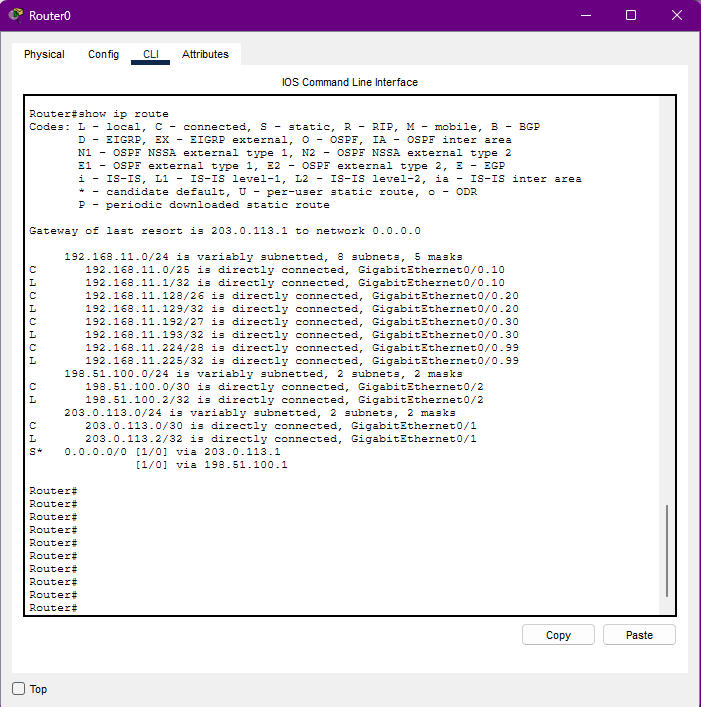 Router0
Physical Config CLI Attributes
IOS Command Line Interface
Router#show ip route
Codes: L - local, C - connected, S - static, R - RIP, M - mobile, B - BGP
D - EIGRP, EX - EIGRP external, O - OSPF, IA - OSPF inter area
N1 - OSPF NSSA external type 1, N2 - OSPF NSSA external type 2
E1 - OSPF external type 1, E2 - OSPF external type 2, E - EGP
i - IS-IS, L1 - IS-IS level-1, L2 - IS-IS level-2, ia - IS-IS inter area
* - candidate default, U - per-user static route, o - ODR
P - periodic downloaded static route
Gateway of last resort is 203.0.113.1 to network 0.0.0.0
192.168.11.0/24 is variably subnetted, 8 subnets, 5 masks
C 192.168.11.0/25 is directly connected, GigabitEthernet0/0.10
L 192.168.11.1/32 is directly connected, GigabitEthernet0/0.10
C 192.168.11.128/26 is directly connected, GigabitEthernet0/0.20
L 192.168.11.129/32 is directly connected, GigabitEthernet0/0.20
C 192.168.11.192/27 is directly connected, GigabitEthernet0/0.30
L 192.168.11.193/32 is directly connected, GigabitEthernet0/0.30
C 192.168.11.224/28 is directly connected, GigabitEthernet0/0.99
L 192.168.11.225/32 is directly connected, GigabitEthernet0/0.99
198.51.100.0/24 is variably subnetted, 2 subnets, 2 masks
C 198.51.100.0/30 is directly connected, GigabitEthernet0/2
L 198.51.100.2/32 is directly connected, GigabitEthernet0/2
203.0.113.0/24 is variably subnetted, 2 subnets, 2 masks
C 203.0.113.0/30 is directly connected, GigabitEthernet0/1
L 203.0.113.2/32 is directly connected, GigabitEthernet0/1
S* 0.0.0.0/0 [1/0] via 203.0.113.1
[1/0] via 198.51.100.1
Router#
Router#
Router#
Router#
Router#
Router#
Router#
Router#
Router#
Router#
Copy Paste
Top